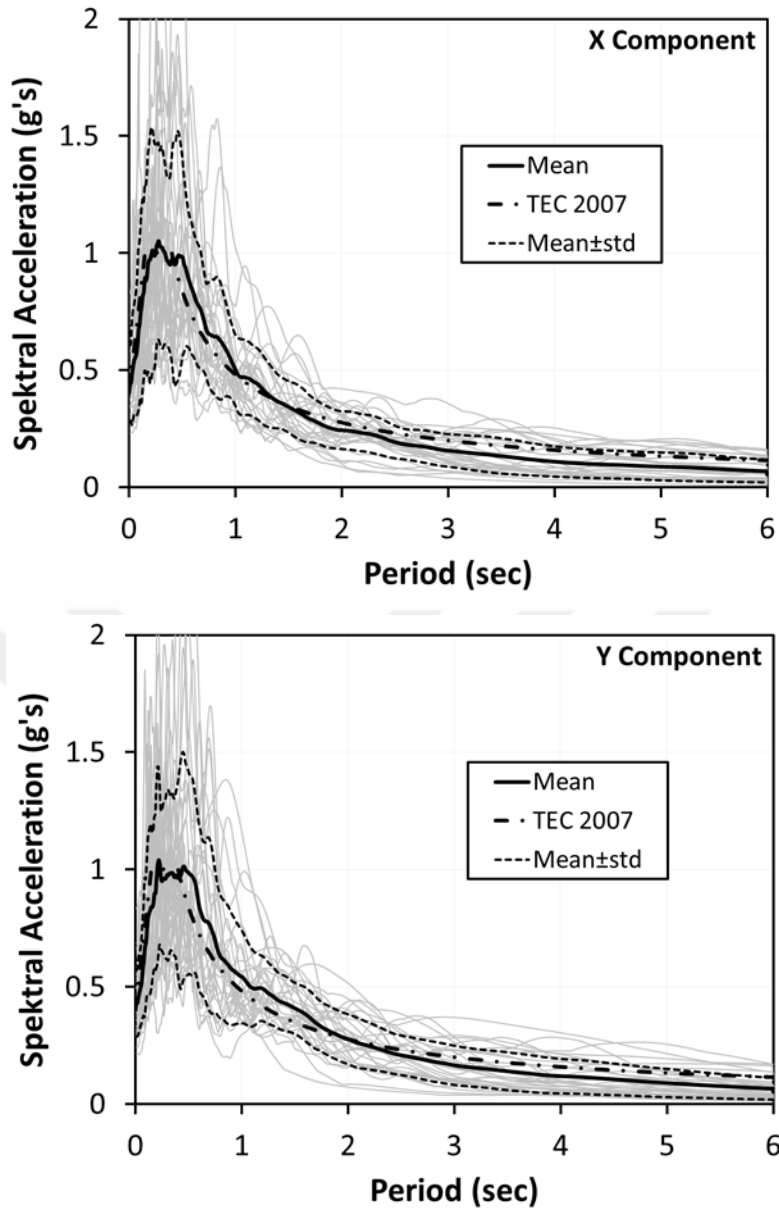 X Component
Spektral Acceleration (g's)
2
1.5
1
0.5
0
Mean
TEC 2007
Mean±std
0 1 2 3 4 5 6
Period (sec)
Y Component
Spektral Acceleration (g's)
2
1.5
1
0.5
0
Mean
TEC 2007
Mean±std
0 1 2 3 4 5 6
Period (sec)